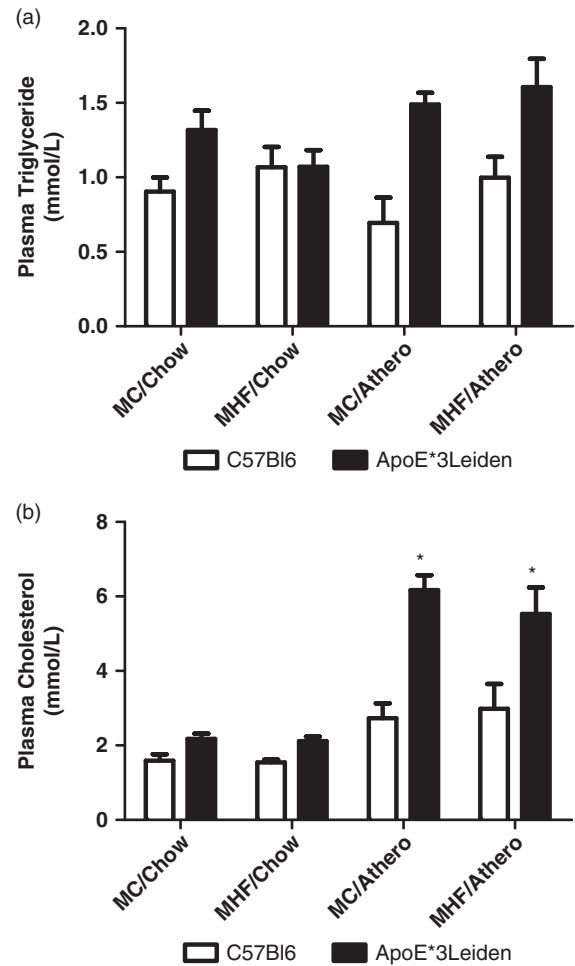 (a)
Plasma Triglyceride
(mmol/L)
2.0
1.5
1.0
0.5
0.0
MC/Chow
MHF/Chow
MC/Athero
MHF/Athero
C57Bl6
ApoE*3Leiden
(b)
Plasma Cholesterol
(mmol/L)
8
6
4
2
0
*
*
MC/Chow
MHF/Chow
MC/Athero
MHF/Athero
C57Bl6
ApoE*3Leiden